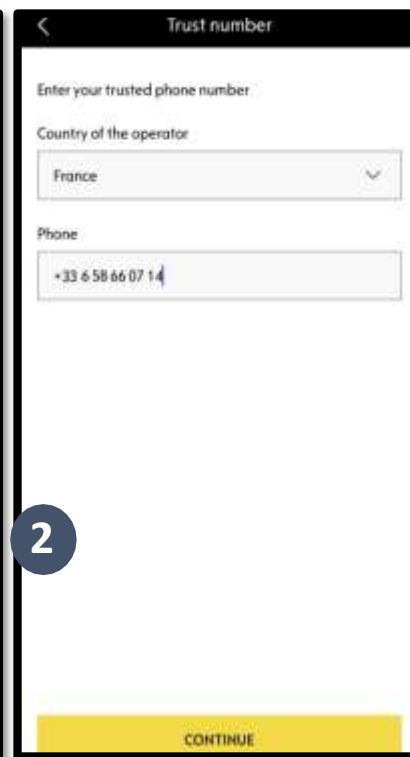 Trust number
Enter your trusted phone number
Country of the operator
France
Phone
+33 6 58 66 07 14
2
CONTINUE